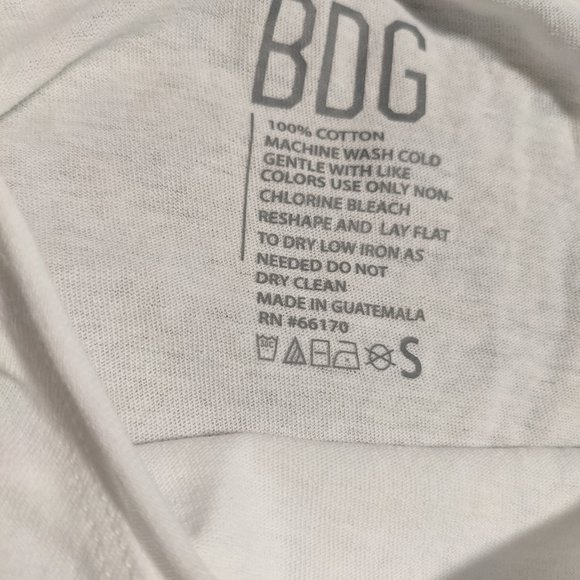 BDG
100% COTTON
MACHINE WASH COLD
GENTLE WITH LIKE
COLORS USE ONLY NON-
CHLORINE BLEACH
RESHAPE AND LAY FLAT
TO DRY LOW IRON AS
NEEDED DO NOT
DRY CLEAN
MADE IN GUATEMALA
RN #66170
S